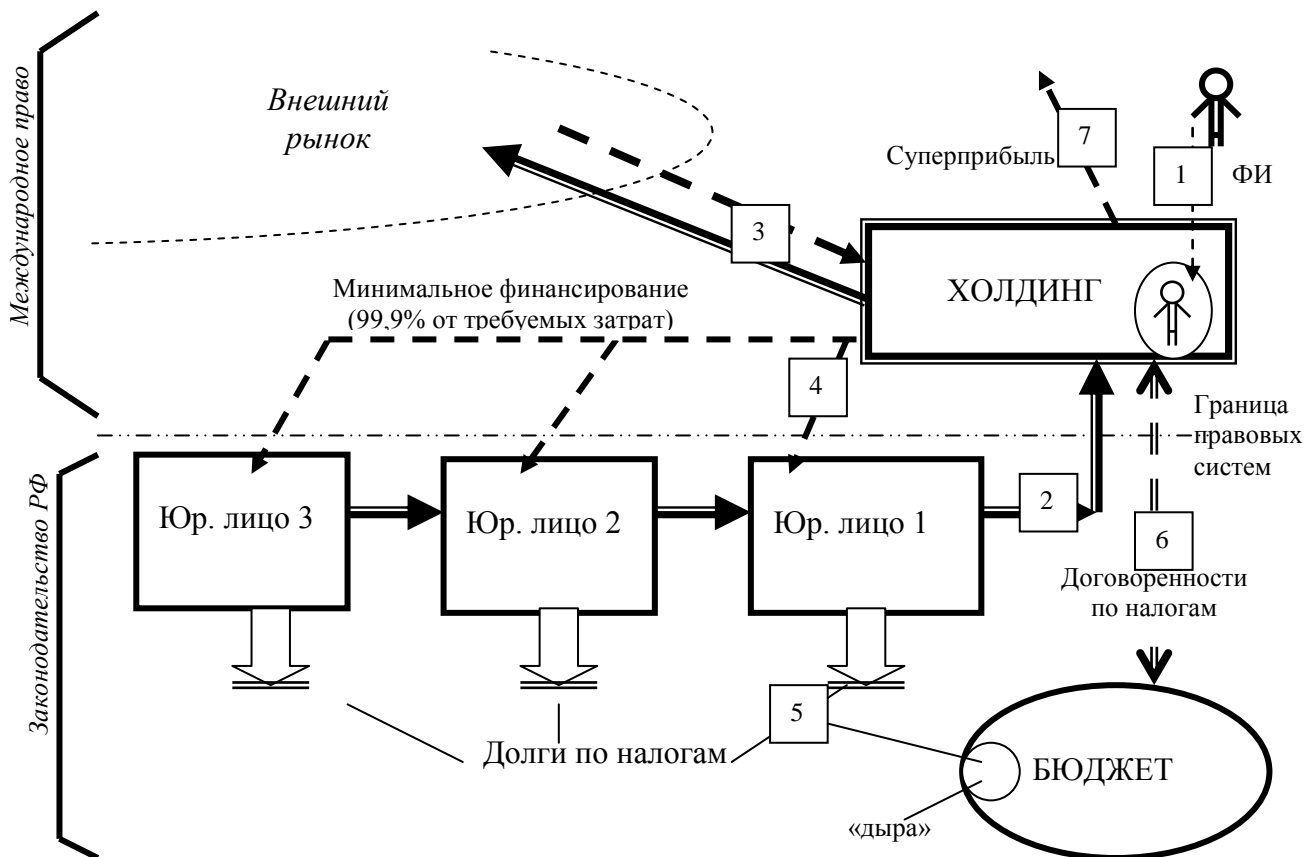 Международное право
Внешний
рынок
7
Суперприбыль
1
ФИ
3
ХОЛДИНГ
Минимальное финансирование
(99,9% от требуемых затрат)
4
Граница
правовых
систем
Законодательство РФ
Юр. лицо 3
Юр. лицо 2
Юр. лицо 1
2
6
Договоренности
по налогам
5
Долги по налогам
БЮДЖЕТ
«дыра»